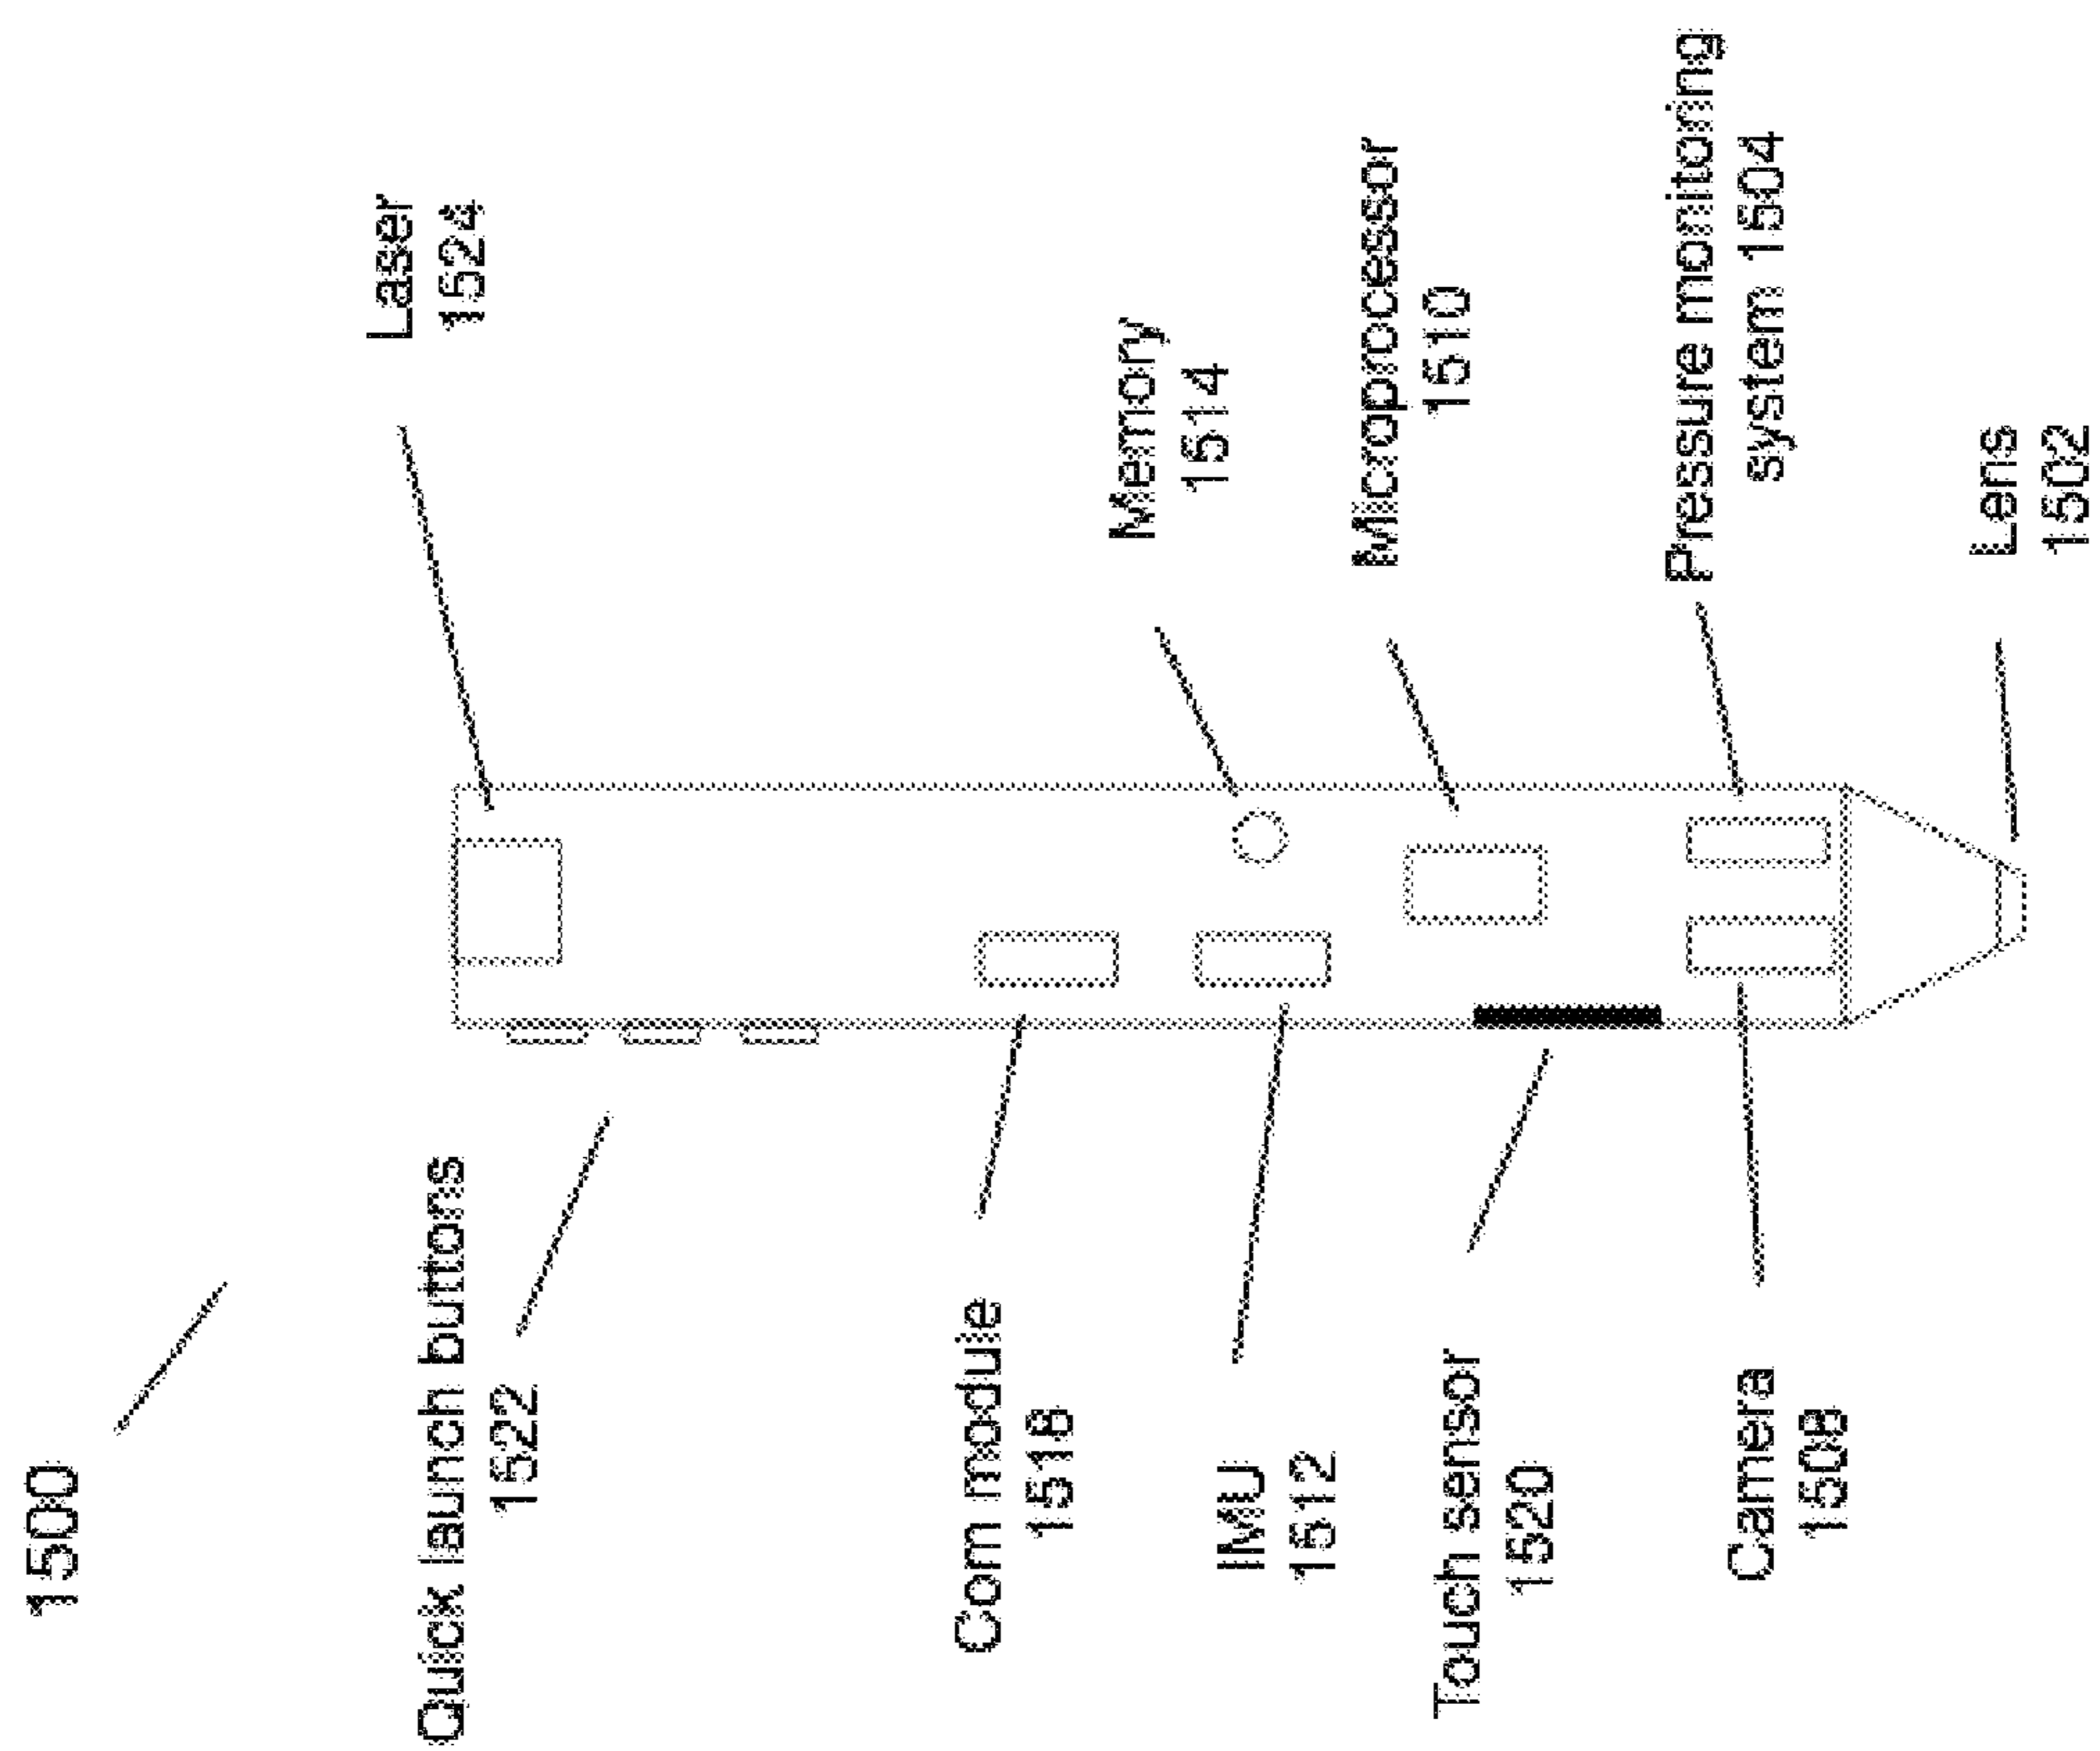 1500
Quick launch buttons
1522
Laser
1524
Com module
1518
Memory
1514
IMU
1512
Microprocessor
1510
Touch sensor
1520
Pressure monitoring
system 1504
Camera
1508
Lens
1502